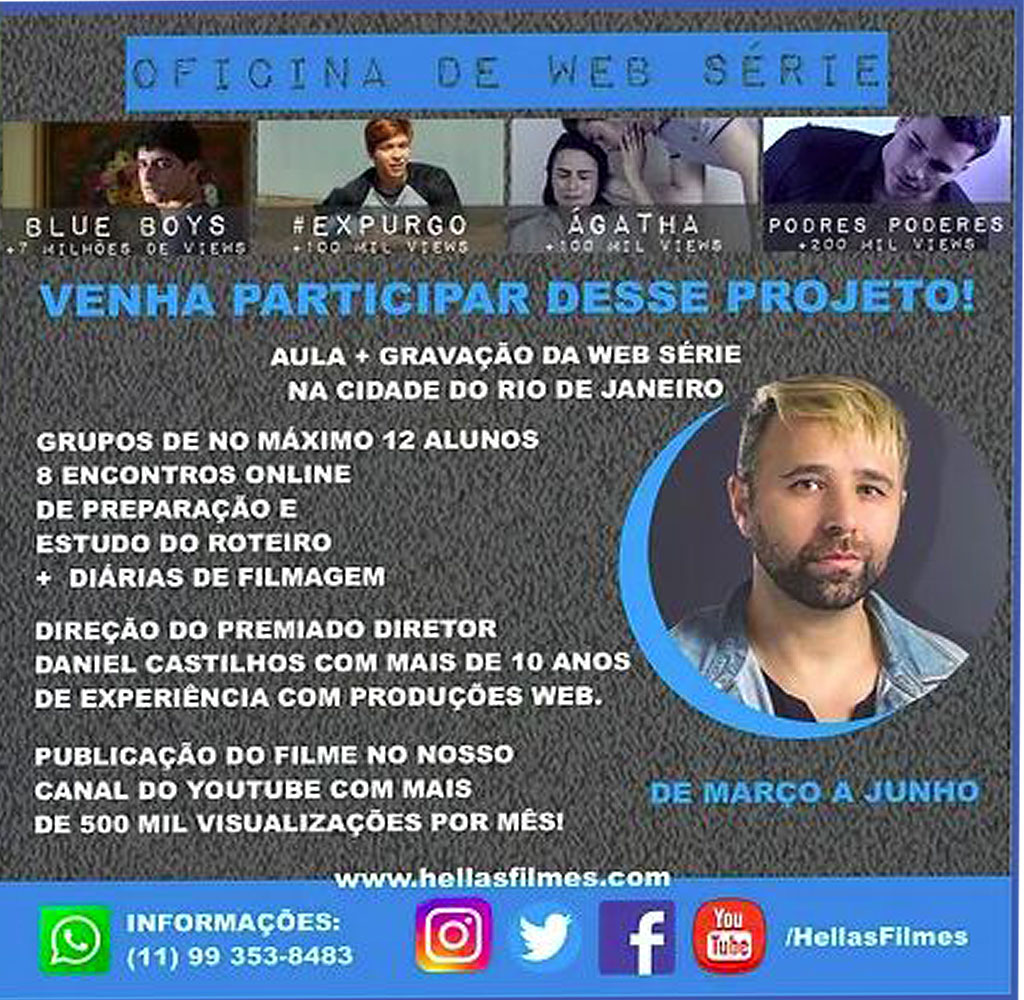 OFICINA DE WEB SÉRIE
BLUE BOYS
+7 MILHÕES DE VIEWS
#EXPURGO
+100 MIL VIEWS
ÁGATHA
+100 MIL VIEWS
PODRES PODERES
+200 MIL VIEWS
VENHA PARTICIPAR DESSE PROJETO!
AULA + GRAVAÇÃO DA WEB SÉRIE
NA CIDADE DO RIO DE JANEIRO
GRUPOS DE NO MÁXIMO 12 ALUNOS
8 ENCONTROS ONLINE
DE PREPARAÇÃO E
ESTUDO DO ROTEIRO
+ DIÁRIAS DE FILMAGEM
DIREÇÃO DO PREMIADO DIRETOR
DANIEL CASTILHOS COM MAIS DE 10 ANOS
DE EXPERIÊNCIA COM PRODUÇÕES WEB.
PUBLICAÇÃO DO FILME NO NOSSO
CANAL DO YOUTUBE COM MAIS
DE 500 MIL VISUALIZAÇÕES POR MÊS!
DE MARÇO A JUNHO
www.hellasfilmes.com
INFORMAÇÕES:
(11) 99 353-8483
You
Tube
/HellasFilmes